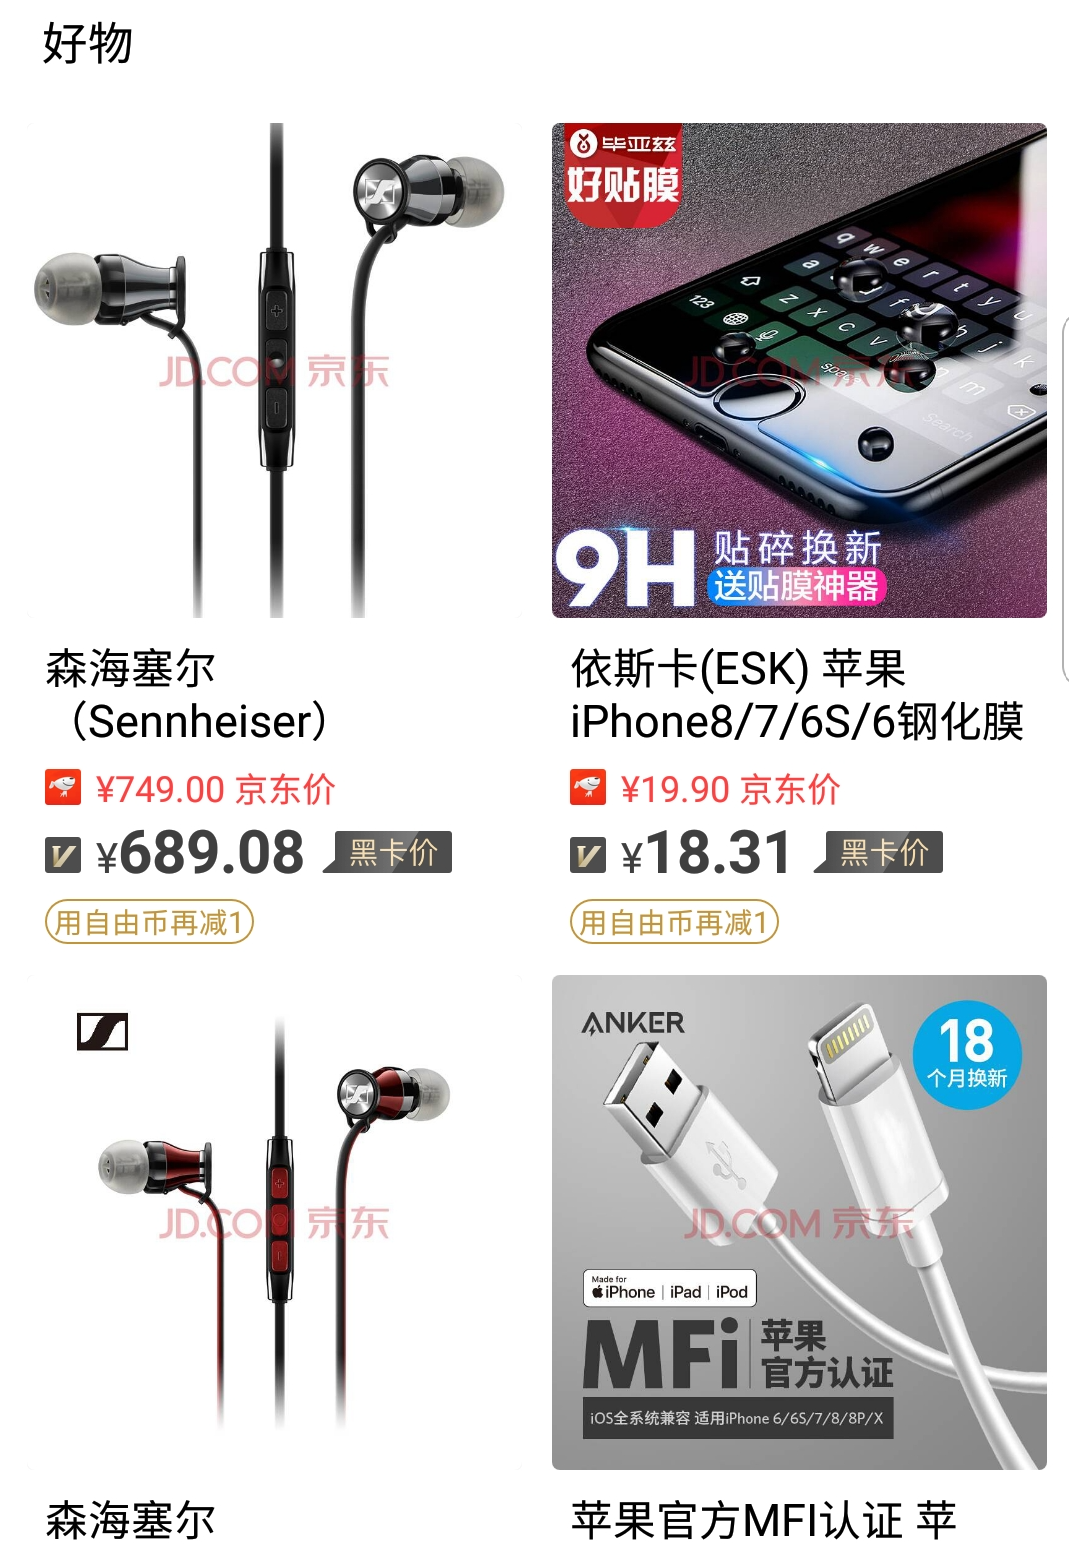 好物
毕亚兹
好贴膜
q w e r t y u
a f h j k
z x c v n m
123
space
Search
JD.COM 京东
JD.COM 京东
9H
贴碎换新
送贴膜神器
森海塞尔
（Sennheiser）
¥749.00 京东价
¥689.08 黑卡价
用自由币再减1
依斯卡(ESK) 苹果
iPhone8/7/6S/6钢化膜
¥19.90 京东价
¥18.31 黑卡价
用自由币再减1
JD.COM 京东
森海塞尔
ANKER
18
个月换新
JD.COM 京东
Made for
iPhone | iPad | iPod
MFi
苹果
官方认证
iOS全系统兼容 适用iPhone 6/6S/7/8/8P/X
苹果官方MFI认证 苹